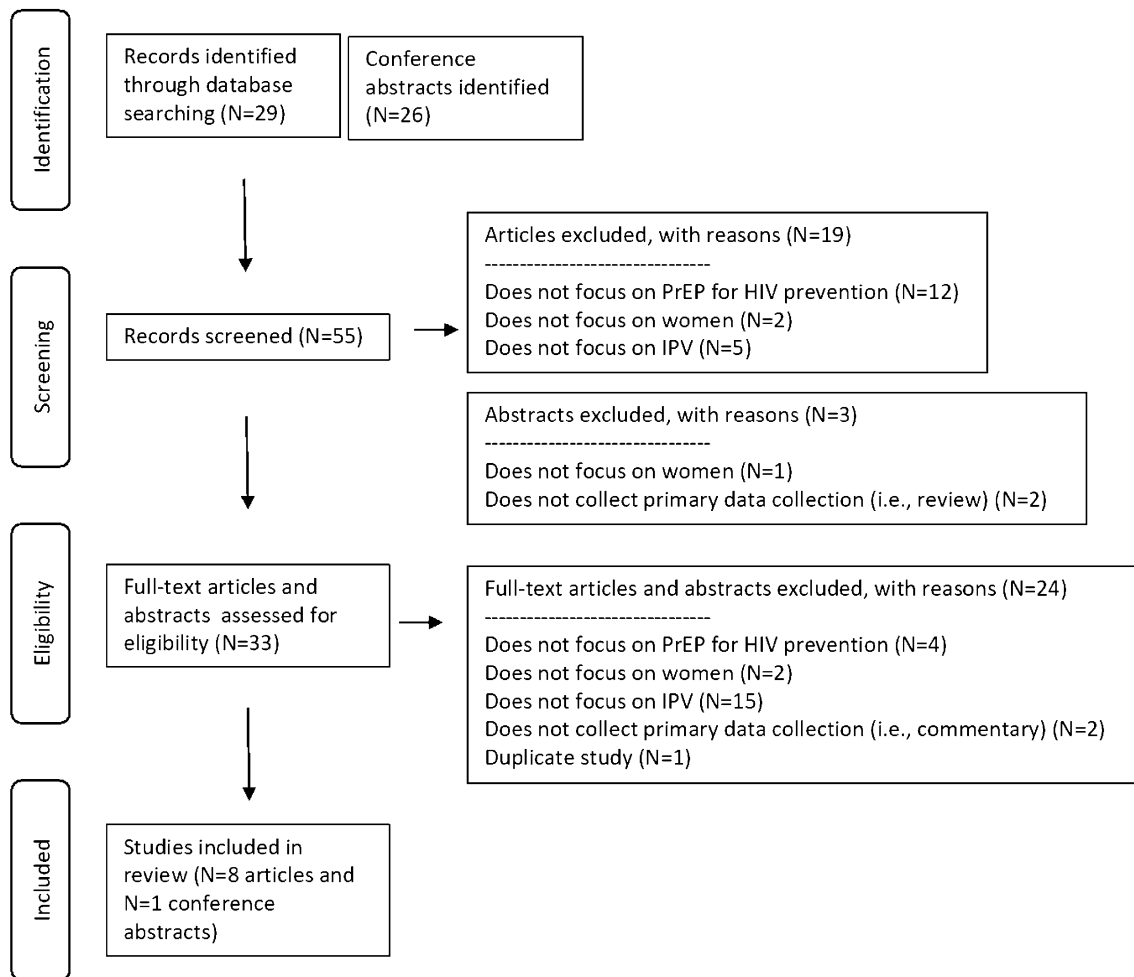 Identification
Records identified
through database
searching (N=29)
Conference
abstracts identified
(N=26)
Screening
Records screened (N=55)
Articles excluded, with reasons (N=19)
--------------------------------
Does not focus on PrEP for HIV prevention (N=12)
Does not focus on women (N=2)
Does not focus on IPV (N=5)
Abstracts excluded, with reasons (N=3)
--------------------------------
Does not focus on women (N=1)
Does not collect primary data collection (i.e., review) (N=2)
Eligibility
Full-text articles and
abstracts assessed for
eligibility (N=33)
Full-text articles and abstracts excluded, with reasons (N=24)
--------------------------------
Does not focus on PrEP for HIV prevention (N=4)
Does not focus on women (N=2)
Does not focus on IPV (N=15)
Does not collect primary data collection (i.e., commentary) (N=2)
Duplicate study (N=1)
Included
Studies included in
review (N=8 articles and
N=1 conference
abstracts)